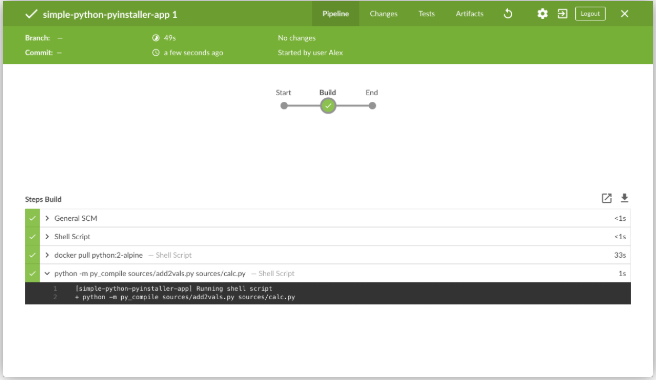 simple-python-pyinstaller-app 1
Pipeline Changes Tests Artifacts Logout
Branch: — 49s No changes
Commit: — a few seconds ago Started by user Alex
Start Build End
Steps Build
General SCM <1s
Shell Script <1s
docker pull python:2-alpine — Shell Script 33s
python -m py_compile sources/add2vals.py sources/calc.py — Shell Script 1s
1 [simple-python-pyinstaller-app] Running shell script
2 + python -m py_compile sources/add2vals.py sources/calc.py